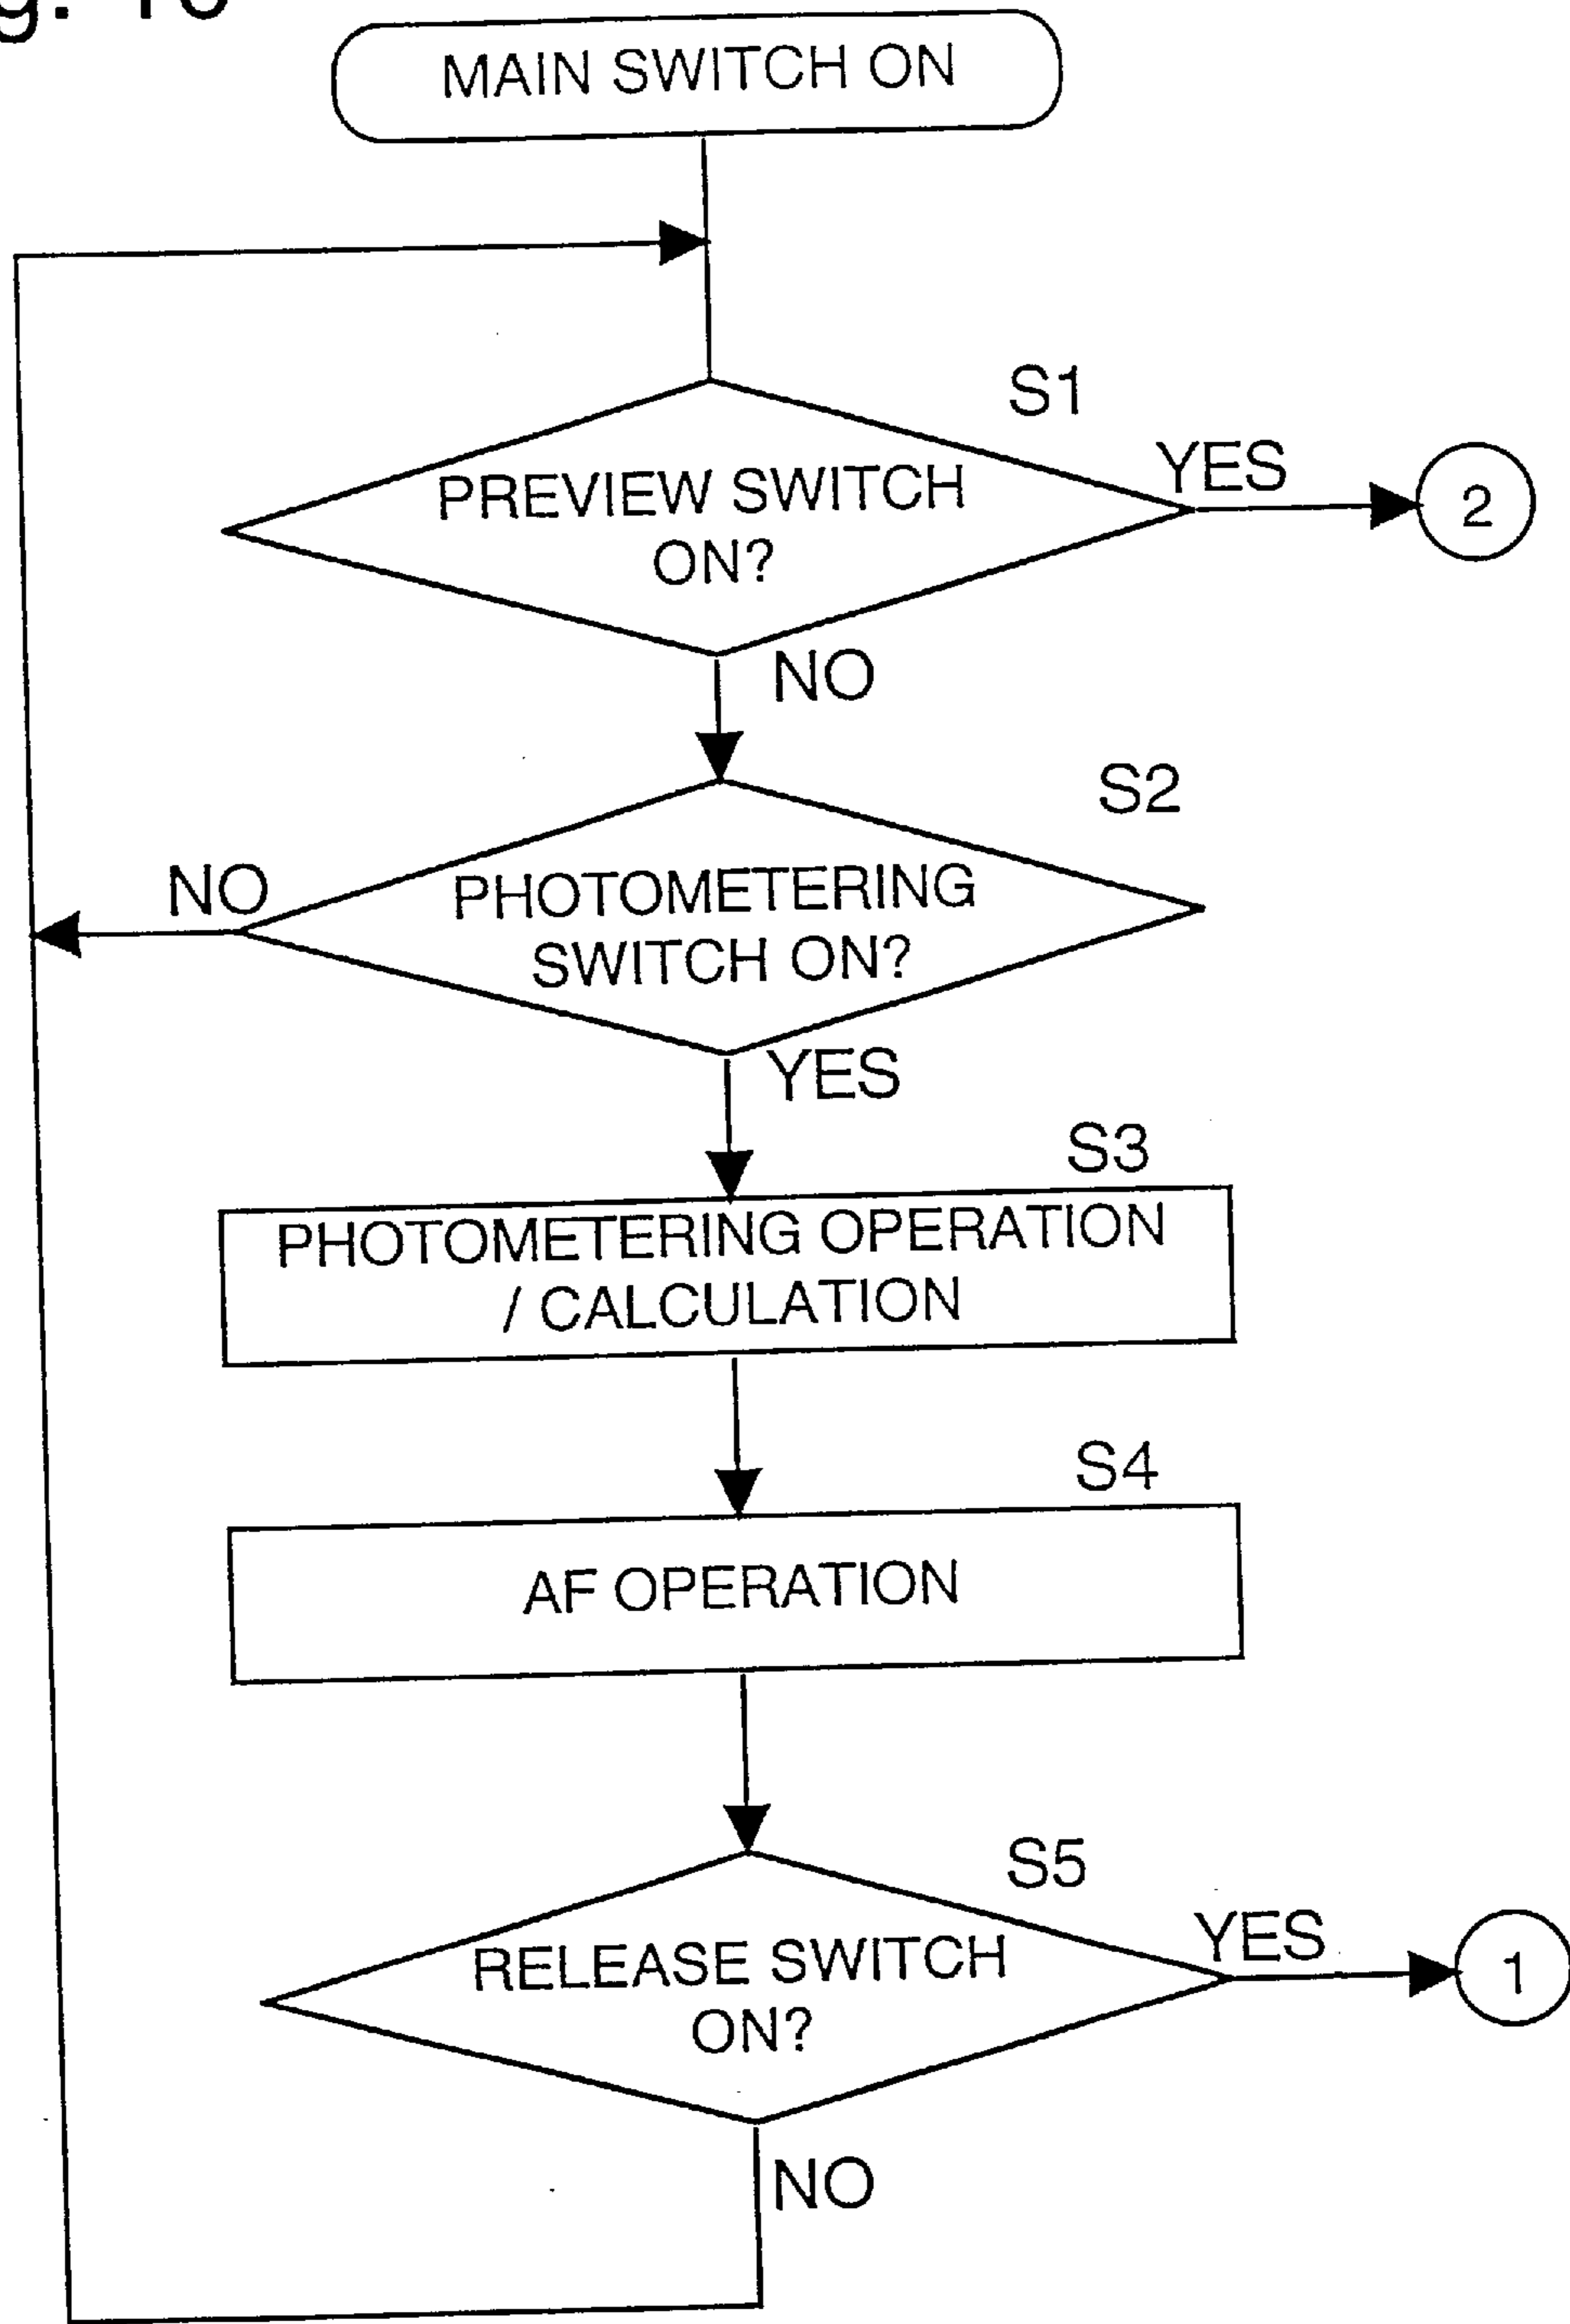 MAIN SWITCH ON
S1
PREVIEW SWITCH
ON?
YES
2
NO
S2
NO
PHOTOMETERING
SWITCH ON?
YES
S3
PHOTOMETERING OPERATION
/ CALCULATION
S4
AF OPERATION
S5
RELEASE SWITCH
ON?
YES
1
NO